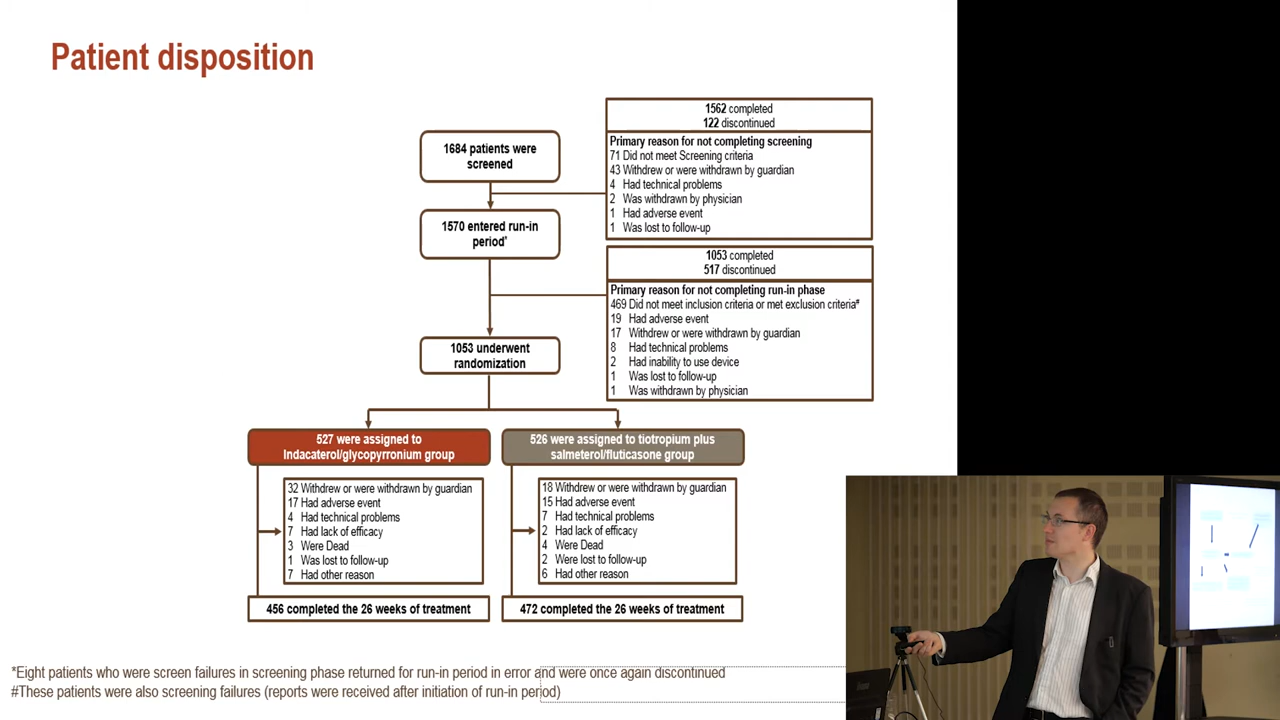 Patient disposition
1684 patients were
screened
1562 completed
122 discontinued
Primary reason for not completing screening
71 Did not meet Screening criteria
43 Withdrew or were withdrawn by guardian
4 Had technical problems
2 Was withdrawn by physician
1 Had adverse event
1 Was lost to follow-up
1570 entered run-in
period*
1053 completed
517 discontinued
Primary reason for not completing run-in phase
469 Did not meet inclusion criteria or met exclusion criteria#
19 Had adverse event
17 Withdrew or were withdrawn by guardian
8 Had technical problems
2 Had inability to use device
1 Was lost to follow-up
1 Was withdrawn by physician
1053 underwent
randomization
527 were assigned to
Indacaterol/glycopyrronium group
32 Withdrew or were withdrawn by guardian
17 Had adverse event
4 Had technical problems
7 Had lack of efficacy
3 Were Dead
1 Was lost to follow-up
7 Had other reason
456 completed the 26 weeks of treatment
526 were assigned to tiotropium plus
salmeterol/fluticasone group
18 Withdrew or were withdrawn by guardian
15 Had adverse event
7 Had technical problems
2 Had lack of efficacy
4 Were Dead
2 Were lost to follow-up
6 Had other reason
472 completed the 26 weeks of treatment
*Eight patients who were screen failures in screening phase returned for run-in period in error and were once again discontinued
#These patients were also screening failures (reports were received after initiation of run-in period)